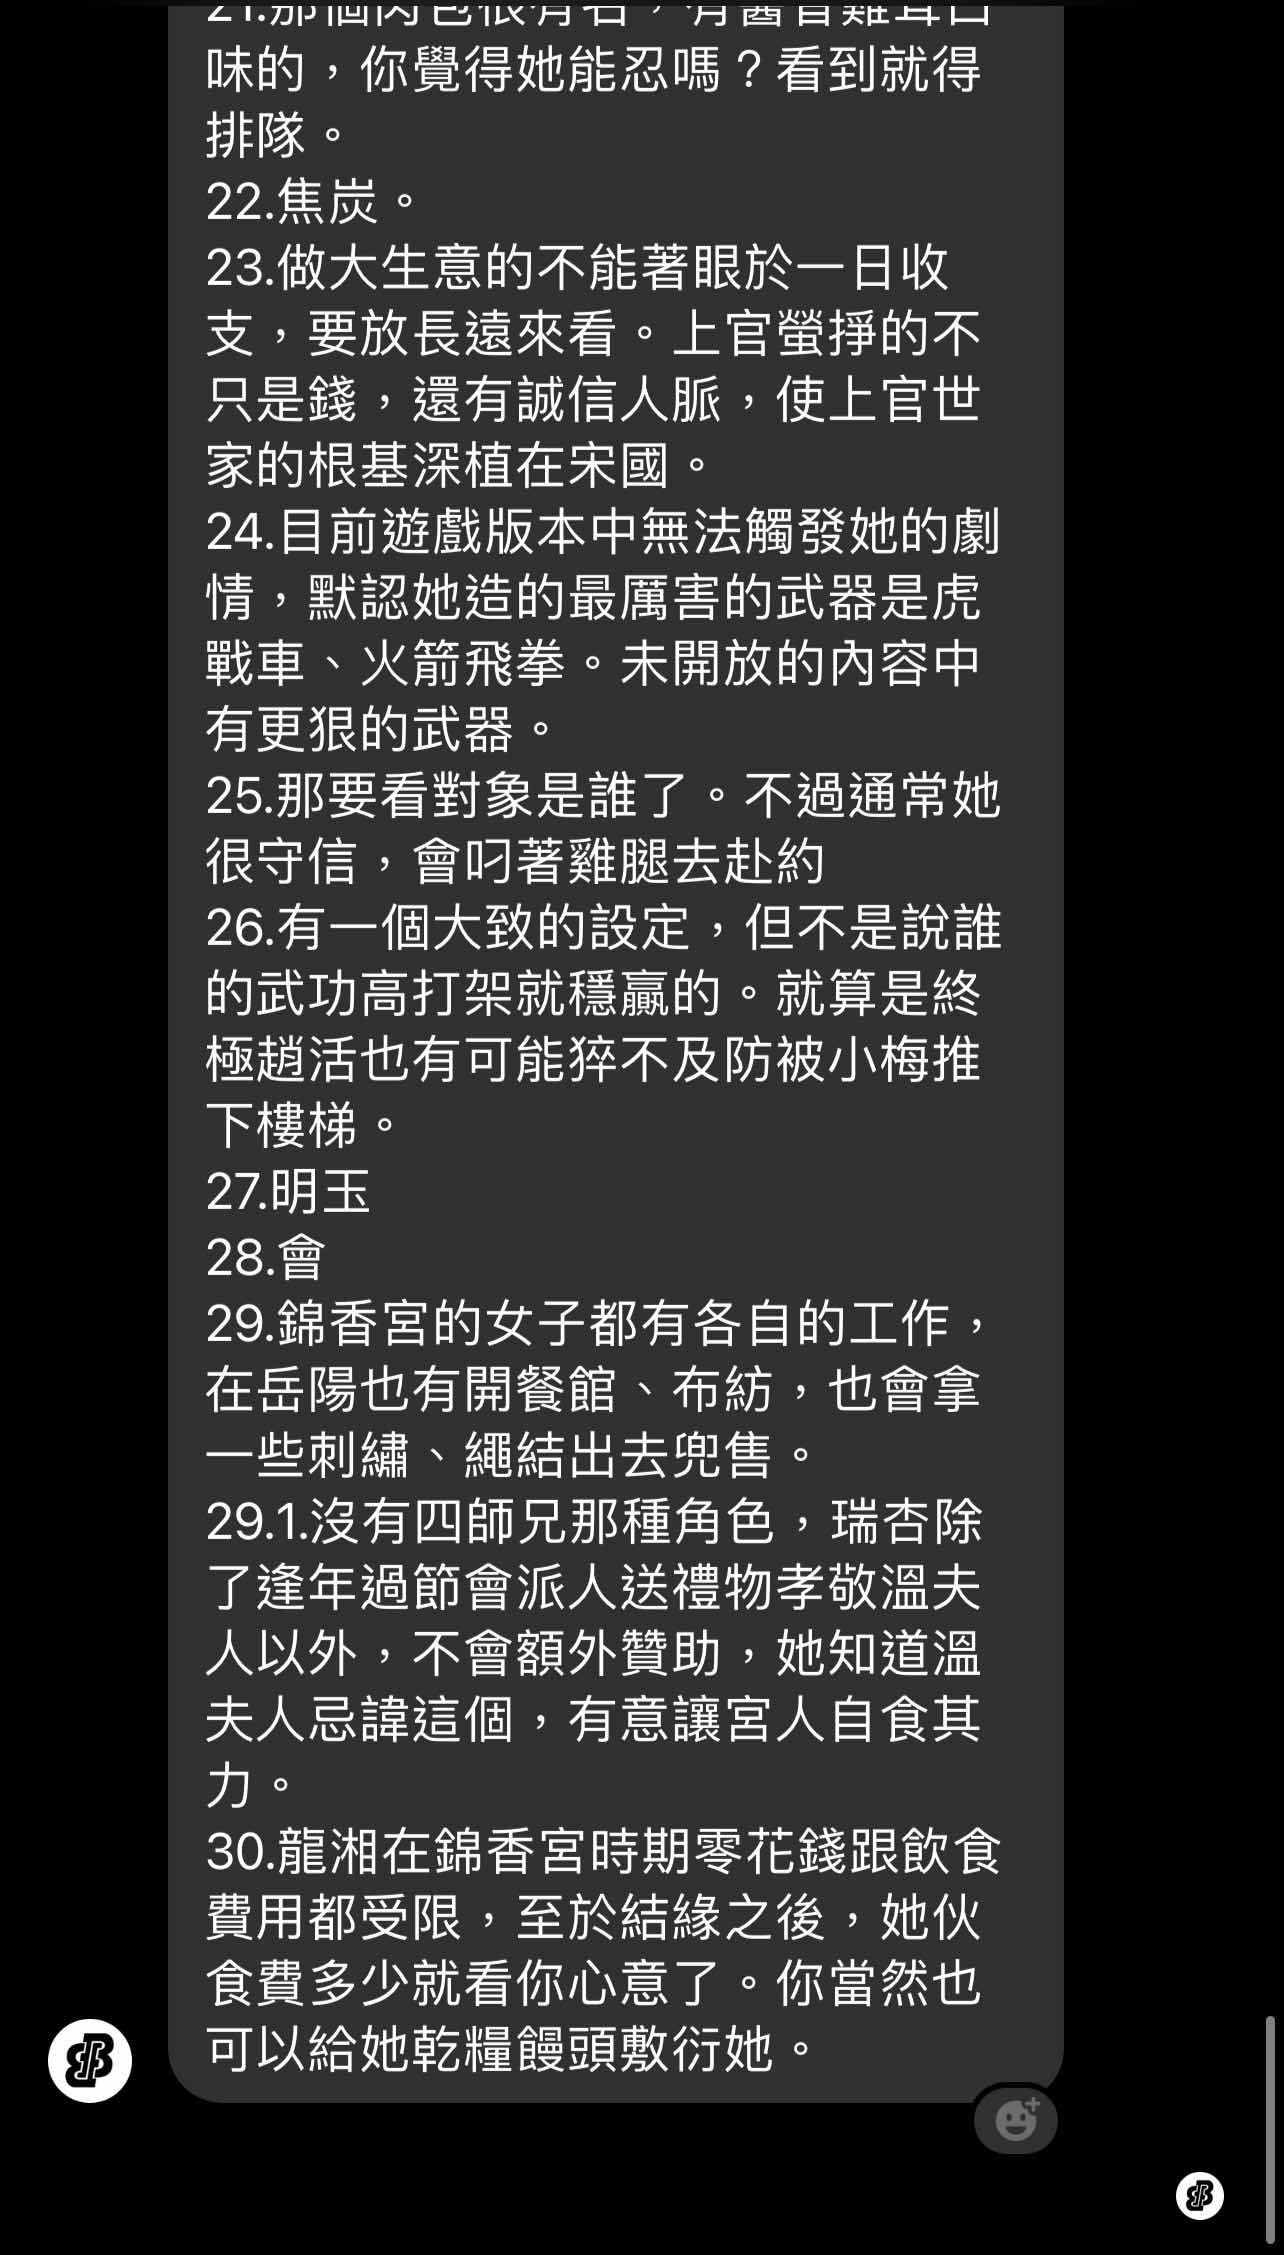 味的，你覺得她能忍嗎？看到就得
排隊。
22.焦炭。
23.做大生意的不能著眼於一日收
支，要放長遠來看。上官螢掙的不
只是錢，還有誠信人脈，使上官世
家的根基深植在宋國。
24.目前遊戲版本中無法觸發她的劇
情，默認她造的最厲害的武器是虎
戰車、火箭飛拳。未開放的內容中
有更狠的武器。
25.那要看對象是誰了。不過通常她
很守信，會叼著雞腿去赴約
26.有一個大致的設定，但不是說誰
的武功高打架就穩贏的。就算是終
極趙活也有可能猝不及防被小梅推
下樓梯。
27.明玉
28.會
29.錦香宮的女子都有各自的工作，
在岳陽也有開餐館、布紡，也會拿
一些刺繡、繩結出去兜售。
29.1.沒有四師兄那種角色，瑞杏除
了逢年過節會派人送禮物孝敬溫夫
人以外，不會額外贊助，她知道溫
夫人忌諱這個，有意讓宮人自食其
力。
30.龍湘在錦香宮時期零花錢跟飲食
費用都受限，至於結緣之後，她伙
食費多少就看你心意了。你當然也
可以給她乾糧饅頭敷衍她。